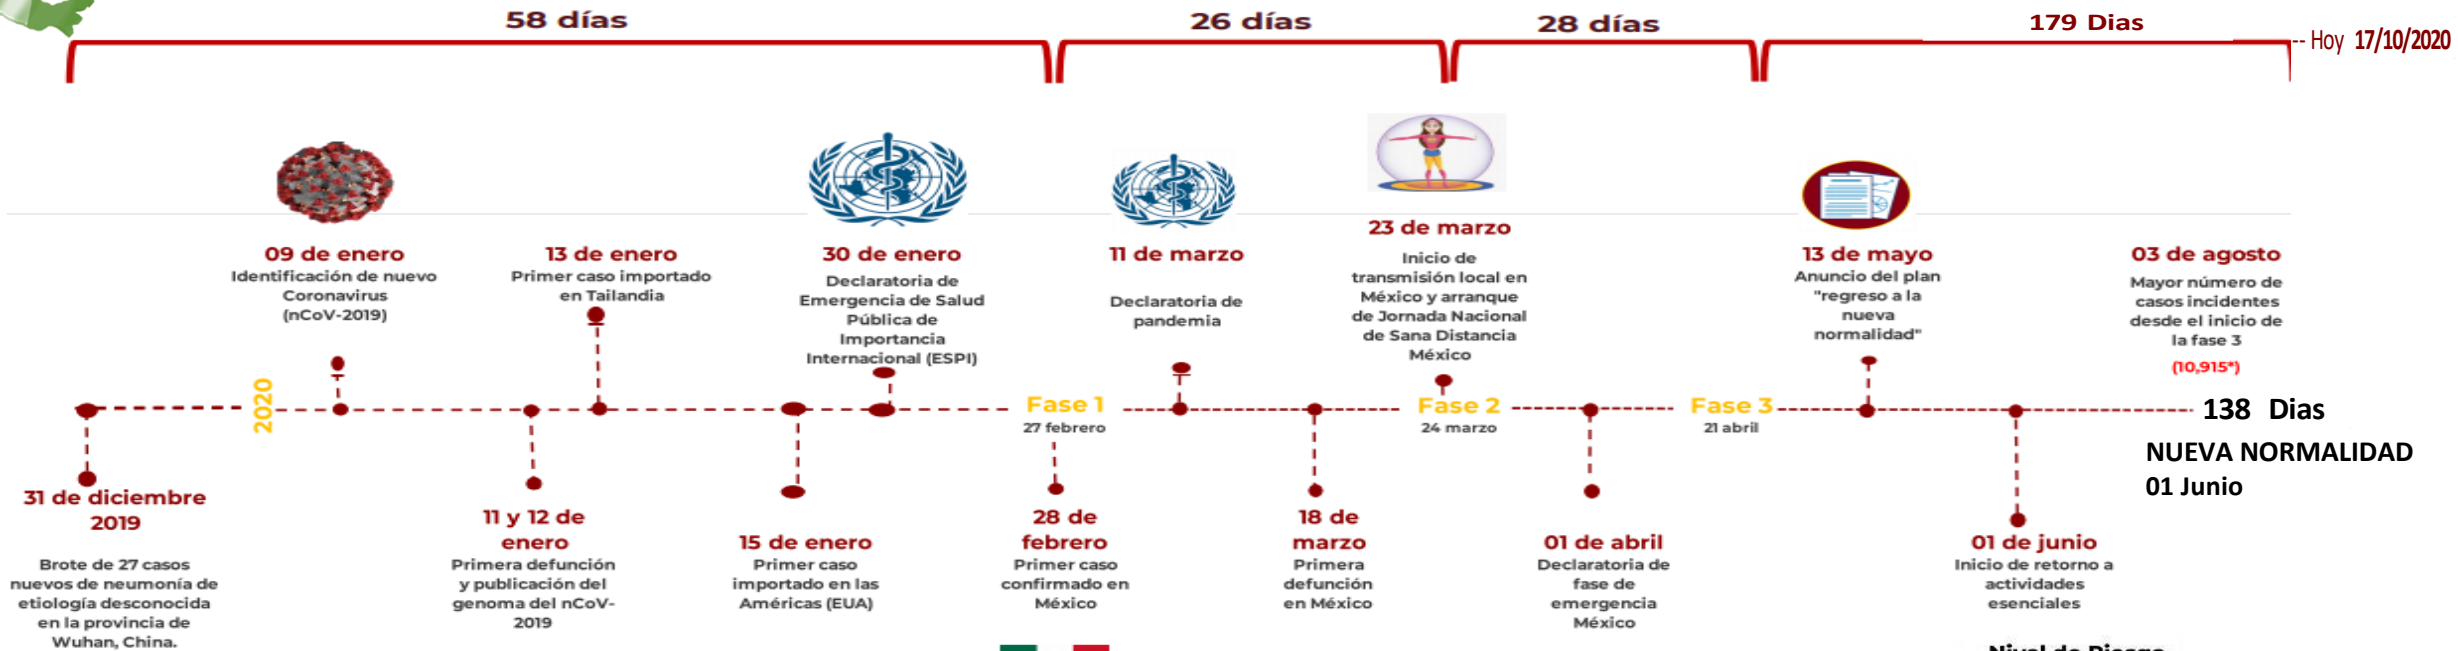 58 días
26 días
28 días
179 Dias
-- Hoy 17/10/2020
09 de enero
Identificación de nuevo
Coronavirus
(nCoV-2019)
13 de enero
Primer caso importado
en Tailandia
30 de enero
Declaratoria de
Emergencia de Salud
Pública de
Importancia
Internacional (ESPI)
11 de marzo
Declaratoria de
pandemia
23 de marzo
Inicio de
transmisión local en
México y arranque
de Jornada Nacional
de Sana Distancia
México
13 de mayo
Anuncio del plan
"regreso a la
nueva
normalidad"
03 de agosto
Mayor número de
casos incidentes
desde el inicio de
la fase 3
(10,915*)
2020
Fase 1
27 febrero
Fase 2
24 marzo
Fase 3
21 abril
138 Dias
NUEVA NORMALIDAD
01 Junio
31 de diciembre
2019
Brote de 27 casos
nuevos de neumonía de
etiología desconocida
en la provincia de
Wuhan, China.
11 y 12 de
enero
Primera defunción
y publicación del
genoma del nCoV-
2019
15 de enero
Primer caso
importado en las
Américas (EUA)
28 de
febrero
Primer caso
confirmado en
México
18 de
marzo
Primera
defunción
en México
01 de abril
Declaratoria de
fase de
emergencia
México
01 de junio
Inicio de retorno a
actividades
esenciales
Nivel de Riesgo